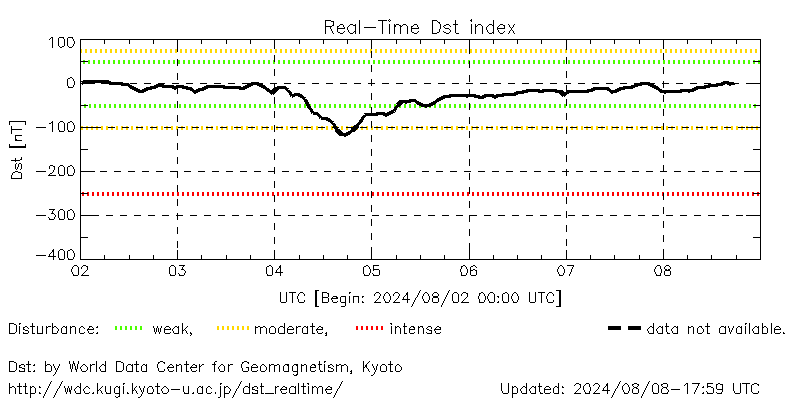 Real-Time Dst index
100
0
-100
-200
-300
-400
Dst [nT]
02 03 04 05 06 07 08
UTC [Begin: 2024/08/02 00:00 UTC]
Disturbance: weak, moderate, intense data not available.
Dst: by World Data Center for Geomagnetism, Kyoto
http://wdc.kugi.kyoto-u.ac.jp/dst_realtime/ Updated: 2024/08/08-17:59 UTC